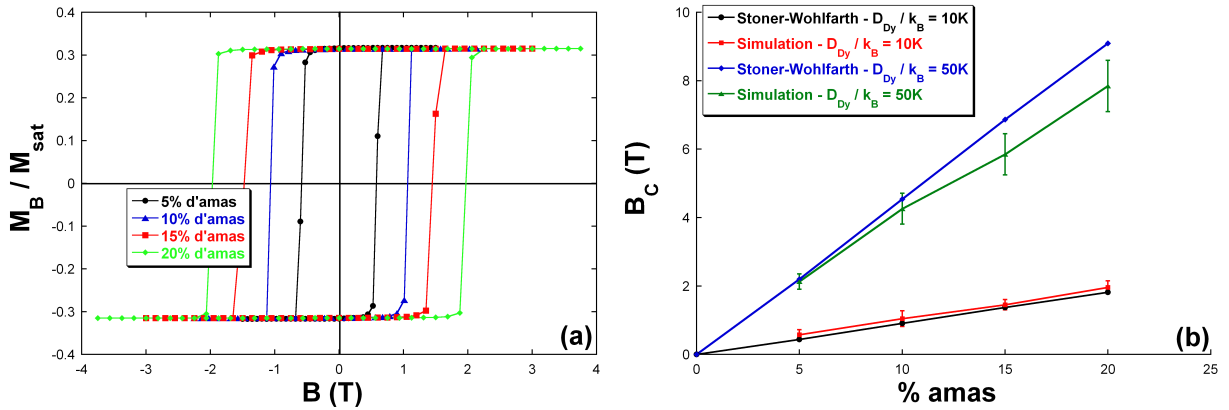 0.4
0.3
0.2
0.1
0
-0.1
-0.2
-0.3
-0.4
M_B / M_sat
5% d'amas
10% d'amas
15% d'amas
20% d'amas
(a)
-4 -3 -2 -1 0 1 2 3 4
B (T)
10
8
6
4
2
0
B_C (T)
Stoner-Wohlfarth - D_Dy / k_B = 10K
Simulation - D_Dy / k_B = 10K
Stoner-Wohlfarth - D_Dy / k_B = 50K
Simulation - D_Dy / k_B = 50K
(b)
0 5 10 15 20 25
% amas